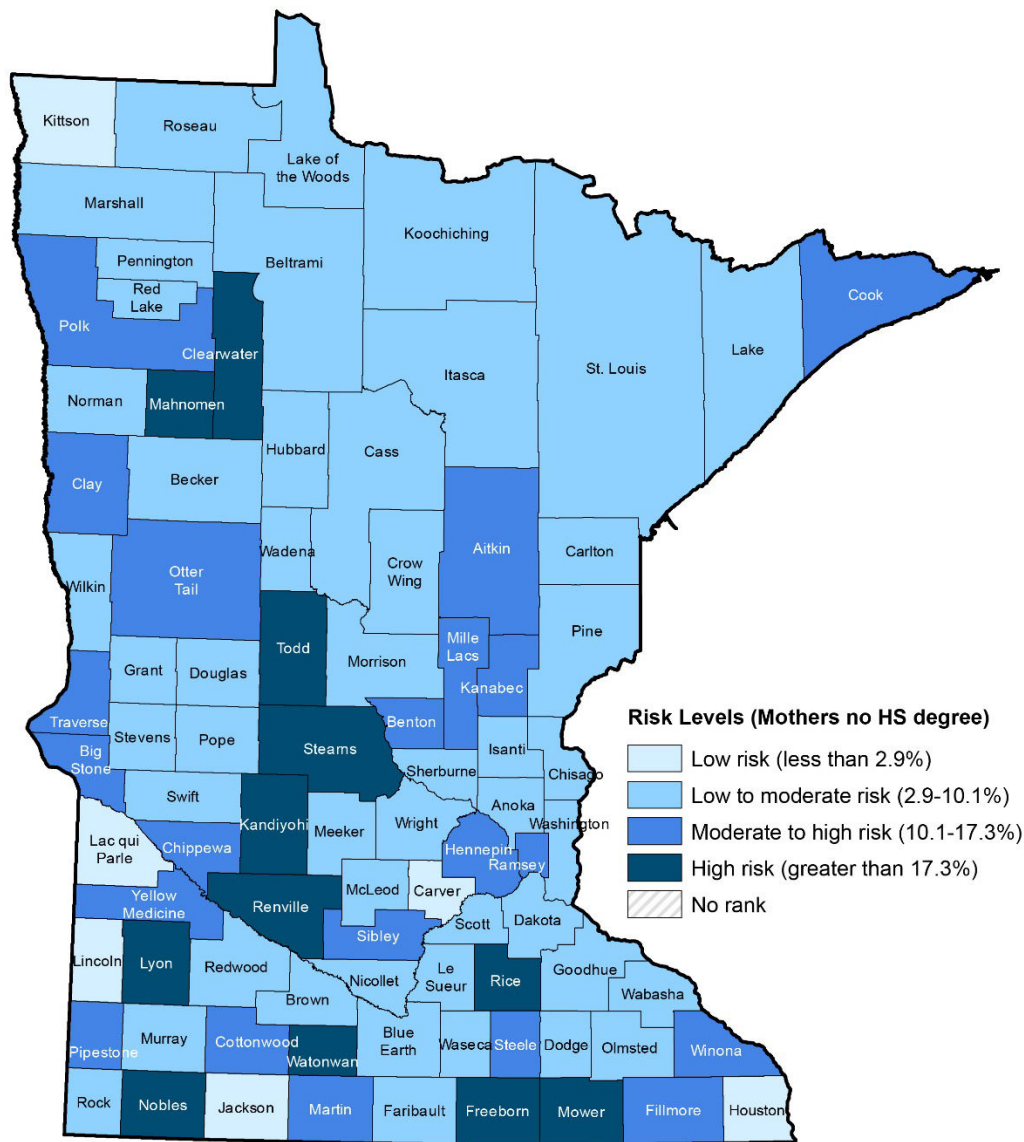 Kittson
Roseau
Lake of
the Woods
Marshall
Koochiching
Pennington
Beltrami
Red
Lake
Cook
Polk
Clearwater
Lake
St. Louis
Itasca
Norman
Mahnomen
Hubbard
Cass
Clay
Becker
Aitkin
Wadena
Carlton
Otter
Tail
Crow
Wing
Wilkin
Pine
Todd
Mille
Lacs
Morrison
Grant
Douglas
Kanabec
Traverse
Benton
Stevens
Pope
Stearns
Isanti
Big
Stone
Sherburne
Chisago
Swift
Anoka
Kandiyohi
Meeker
Wright
Washington
Lac qui
Parle
Chippewa
Hennepin
Ramsey
McLeod
Carver
Yellow
Medicine
Renville
Scott
Dakota
Sibley
Lincoln
Lyon
Redwood
Nicollet
Le
Sueur
Rice
Goodhue
Brown
Wabasha
Pipestone
Murray
Cottonwood
Watonwan
Blue
Earth
Waseca
Steele
Dodge
Olmsted
Winona
Rock
Nobles
Jackson
Martin
Faribault
Freeborn
Mower
Fillmore
Houston
Risk Levels (Mothers no HS degree)
Low risk (less than 2.9%)
Low to moderate risk (2.9-10.1%)
Moderate to high risk (10.1-17.3%)
High risk (greater than 17.3%)
No rank